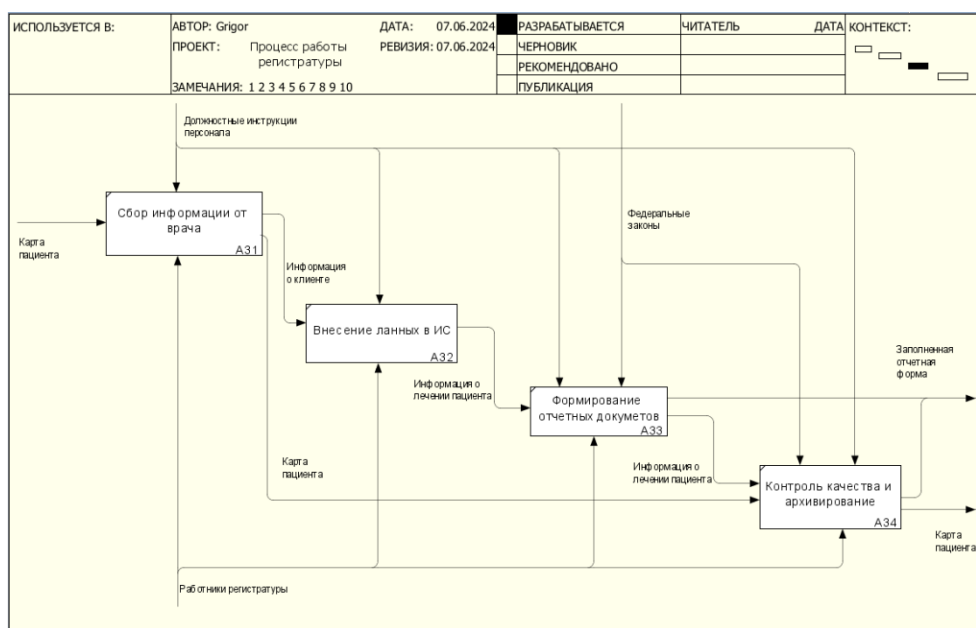 ИСПОЛЬЗУЕТСЯ В:
АВТОР: Grigor
ДАТА: 07.06.2024
ПРОЕКТ: Процесс работы
регистратуры
РЕВИЗИЯ: 07.06.2024
ЗАМЕЧАНИЯ: 1 2 3 4 5 6 7 8 9 10
РАЗРАБАТЫВАЕТСЯ
ЧЕРНОВИК
РЕКОМЕНДОВАНО
ПУБЛИКАЦИЯ
ЧИТАТЕЛЬ
ДАТА
КОНТЕКСТ:
Должностные инструкции
персонала
Сбор информации от
врача
A31
Карта
пациента
Федеральные
законы
Информация
о клиенте
Внесение ланных в ИС
A32
Информация о
лечении пациента
Заполненная
отчетная
форма
Формирование
отчетных докуметов
A33
Карта
пациента
Информация о
лечении пациента
Контроль качества и
архивирование
A34
Карта
пациента
Работники регистратуры